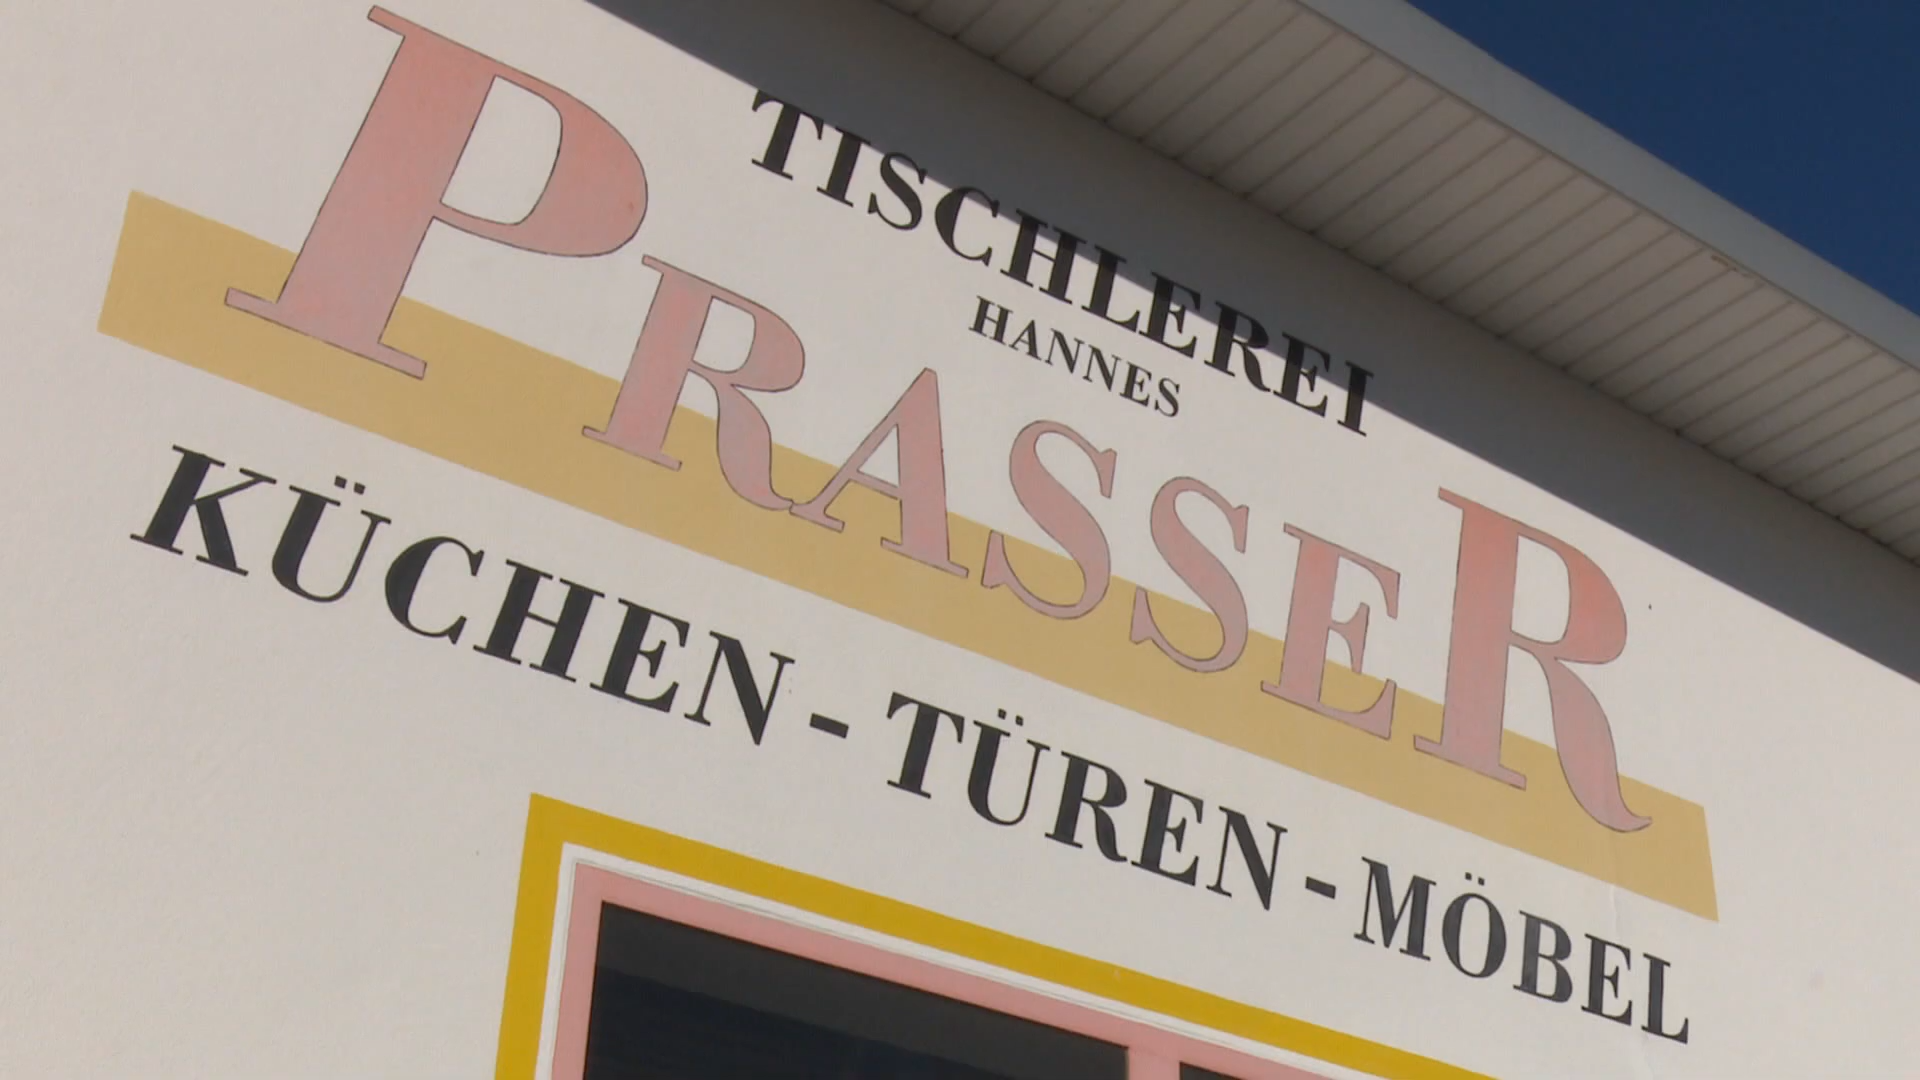 TISCHLEREI
HANNES
PRASSER
KÜCHEN - TÜREN - MÖBEL